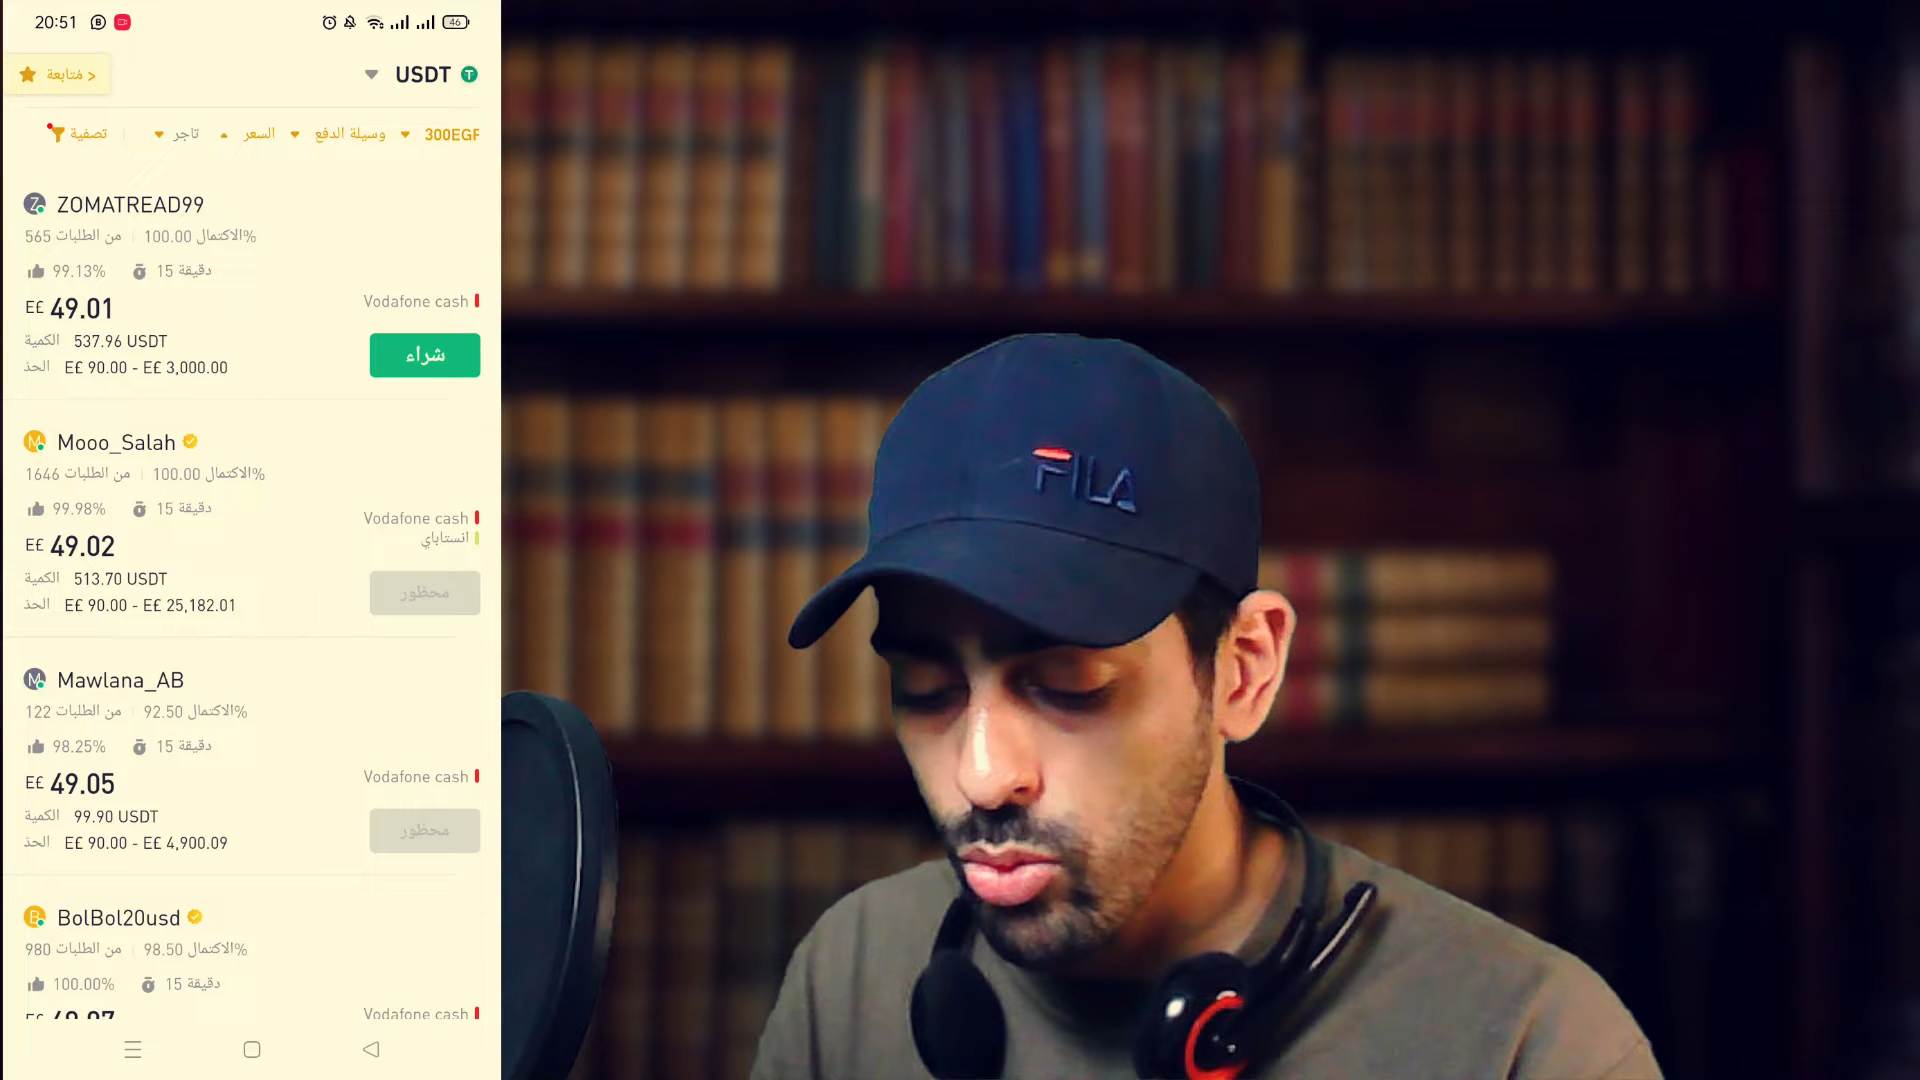 20:51
46
متابعة >
USDT
300EGF
وسيلة الدفع
السعر
تاجر
تصفية
ZOMATREAD99
565 من الطلبات | 100.00 الاكتمال%
99.13% 15 دقيقة
E£ 49.01
Vodafone cash
الكمية 537.96 USDT
الحد E£ 90.00 - E£ 3,000.00
شراء
Mooo_Salah
1646 من الطلبات | 100.00 الاكتمال%
99.98% 15 دقيقة
E£ 49.02
Vodafone cash
انستاباي
الكمية 513.70 USDT
الحد E£ 90.00 - E£ 25,182.01
محظور
Mawlana_AB
122 من الطلبات | 92.50 الاكتمال%
98.25% 15 دقيقة
E£ 49.05
Vodafone cash
الكمية 99.90 USDT
الحد E£ 90.00 - E£ 4,900.09
محظور
BolBol20usd
980 من الطلبات | 98.50 الاكتمال%
100.00% 15 دقيقة
Vodafone cash
FILA